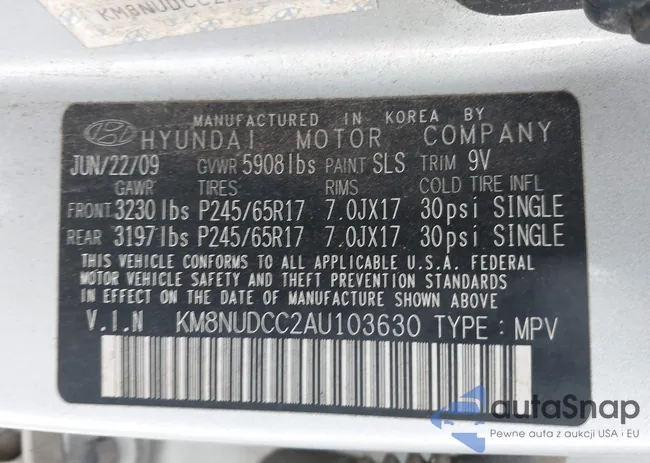 KM8NUDCC2A
MANUFACTURED IN KOREA BY
HYUNDAI MOTOR COMPANY
JUN/22/09 GVWR 5908lbs PAINT SLS TRIM 9V
GAWR TIRES RIMS COLD TIRE INFL
FRONT 3230lbs P245/65R17 7.0JX17 30psi SINGLE
REAR 3197lbs P245/65R17 7.0JX17 30psi SINGLE
THIS VEHICLE CONFORMS TO ALL APPLICABLE U.S.A. FEDERAL
MOTOR VEHICLE SAFETY AND THEFT PREVENTION STANDARDS
IN EFFECT ON THE DATE OF MANUFACTURE SHOWN ABOVE
V.I.N KM8NUDCC2AU103630 TYPE : MPV
autaSnap
Pewne auta z aukcji USA i EU